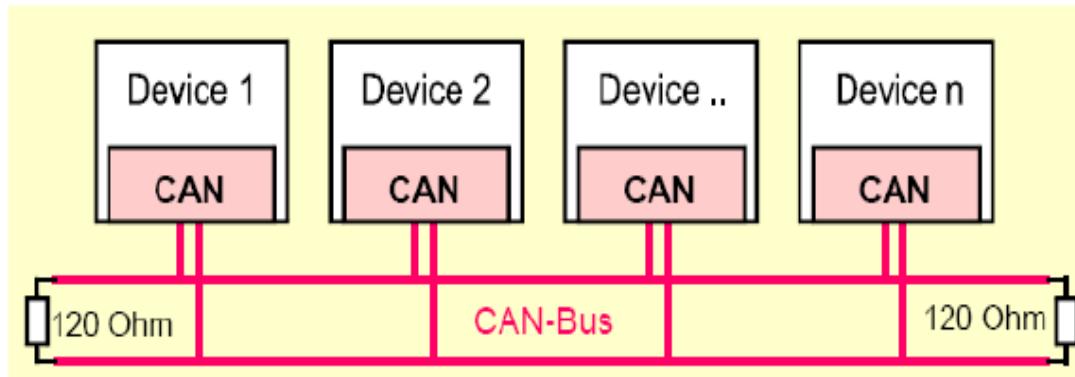 Device 1
Device 2
Device ..
Device n
CAN
CAN
CAN
CAN
120 Ohm
CAN-Bus
120 Ohm